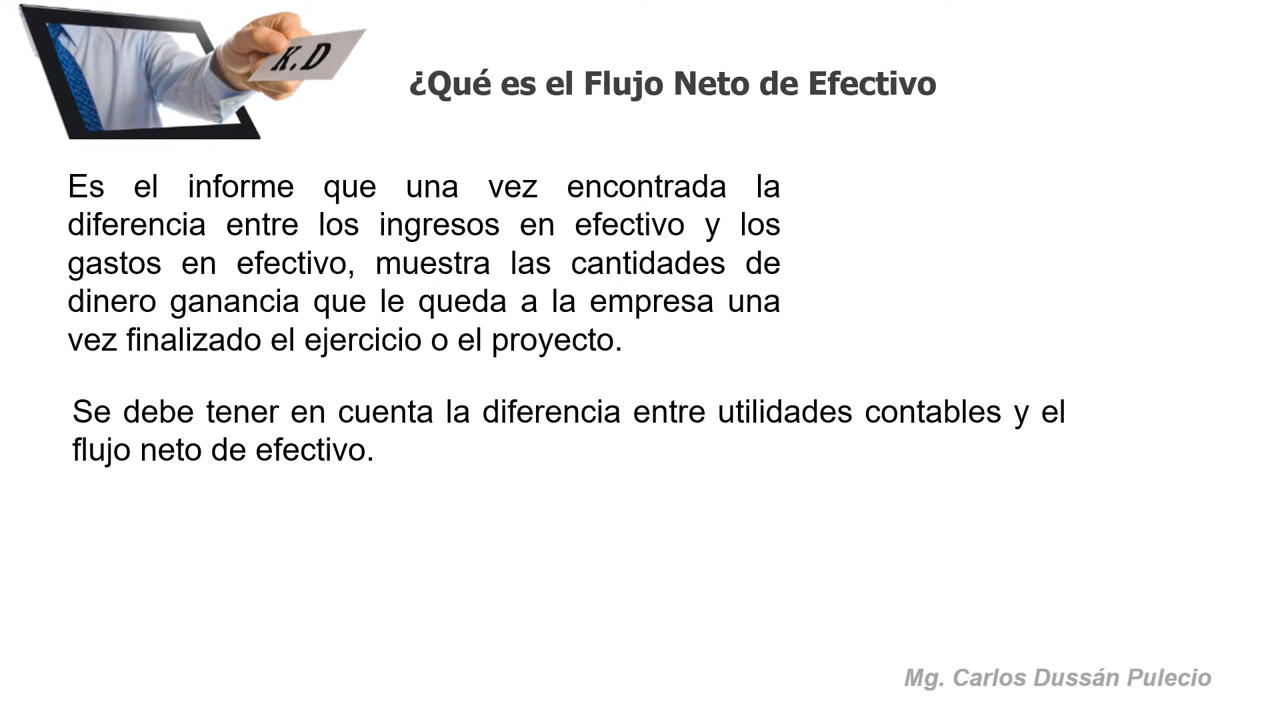 K.D
¿Qué es el Flujo Neto de Efectivo
Es el informe que una vez encontrada la
diferencia entre los ingresos en efectivo y los
gastos en efectivo, muestra las cantidades de
dinero ganancia que le queda a la empresa una
vez finalizado el ejercicio o el proyecto.
Se debe tener en cuenta la diferencia entre utilidades contables y el
flujo neto de efectivo.
Mg. Carlos Dussán Pulecio